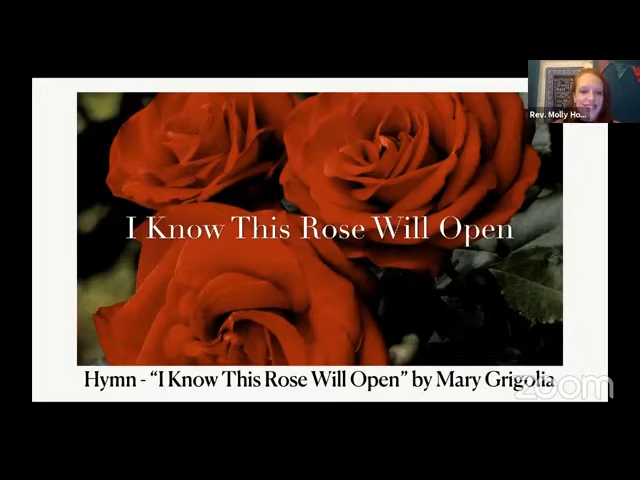 Rev. Molly Ho...
I Know This Rose Will Open
Hymn - “I Know This Rose Will Open” by Mary Grigolia
zoom